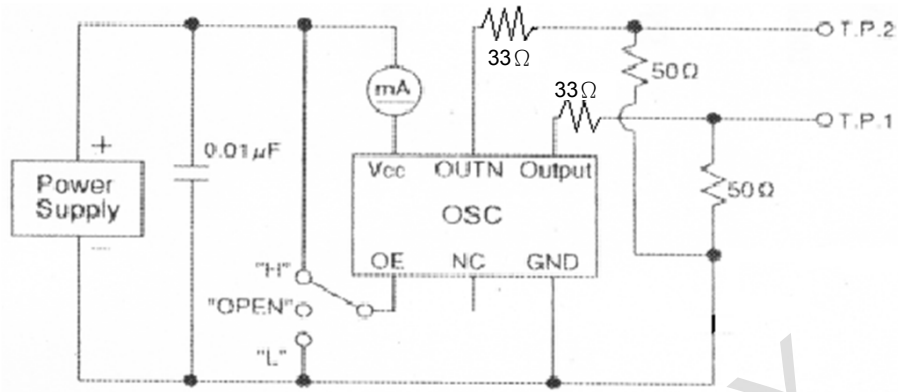 T.P.2
33Ω
50Ω
33Ω
T.P.1
mA
+
0.01μF
Vcc OUTN Output
Power
Supply
OSC
50Ω
—
OE NC GND
"H"
"OPEN"
"L"
Y